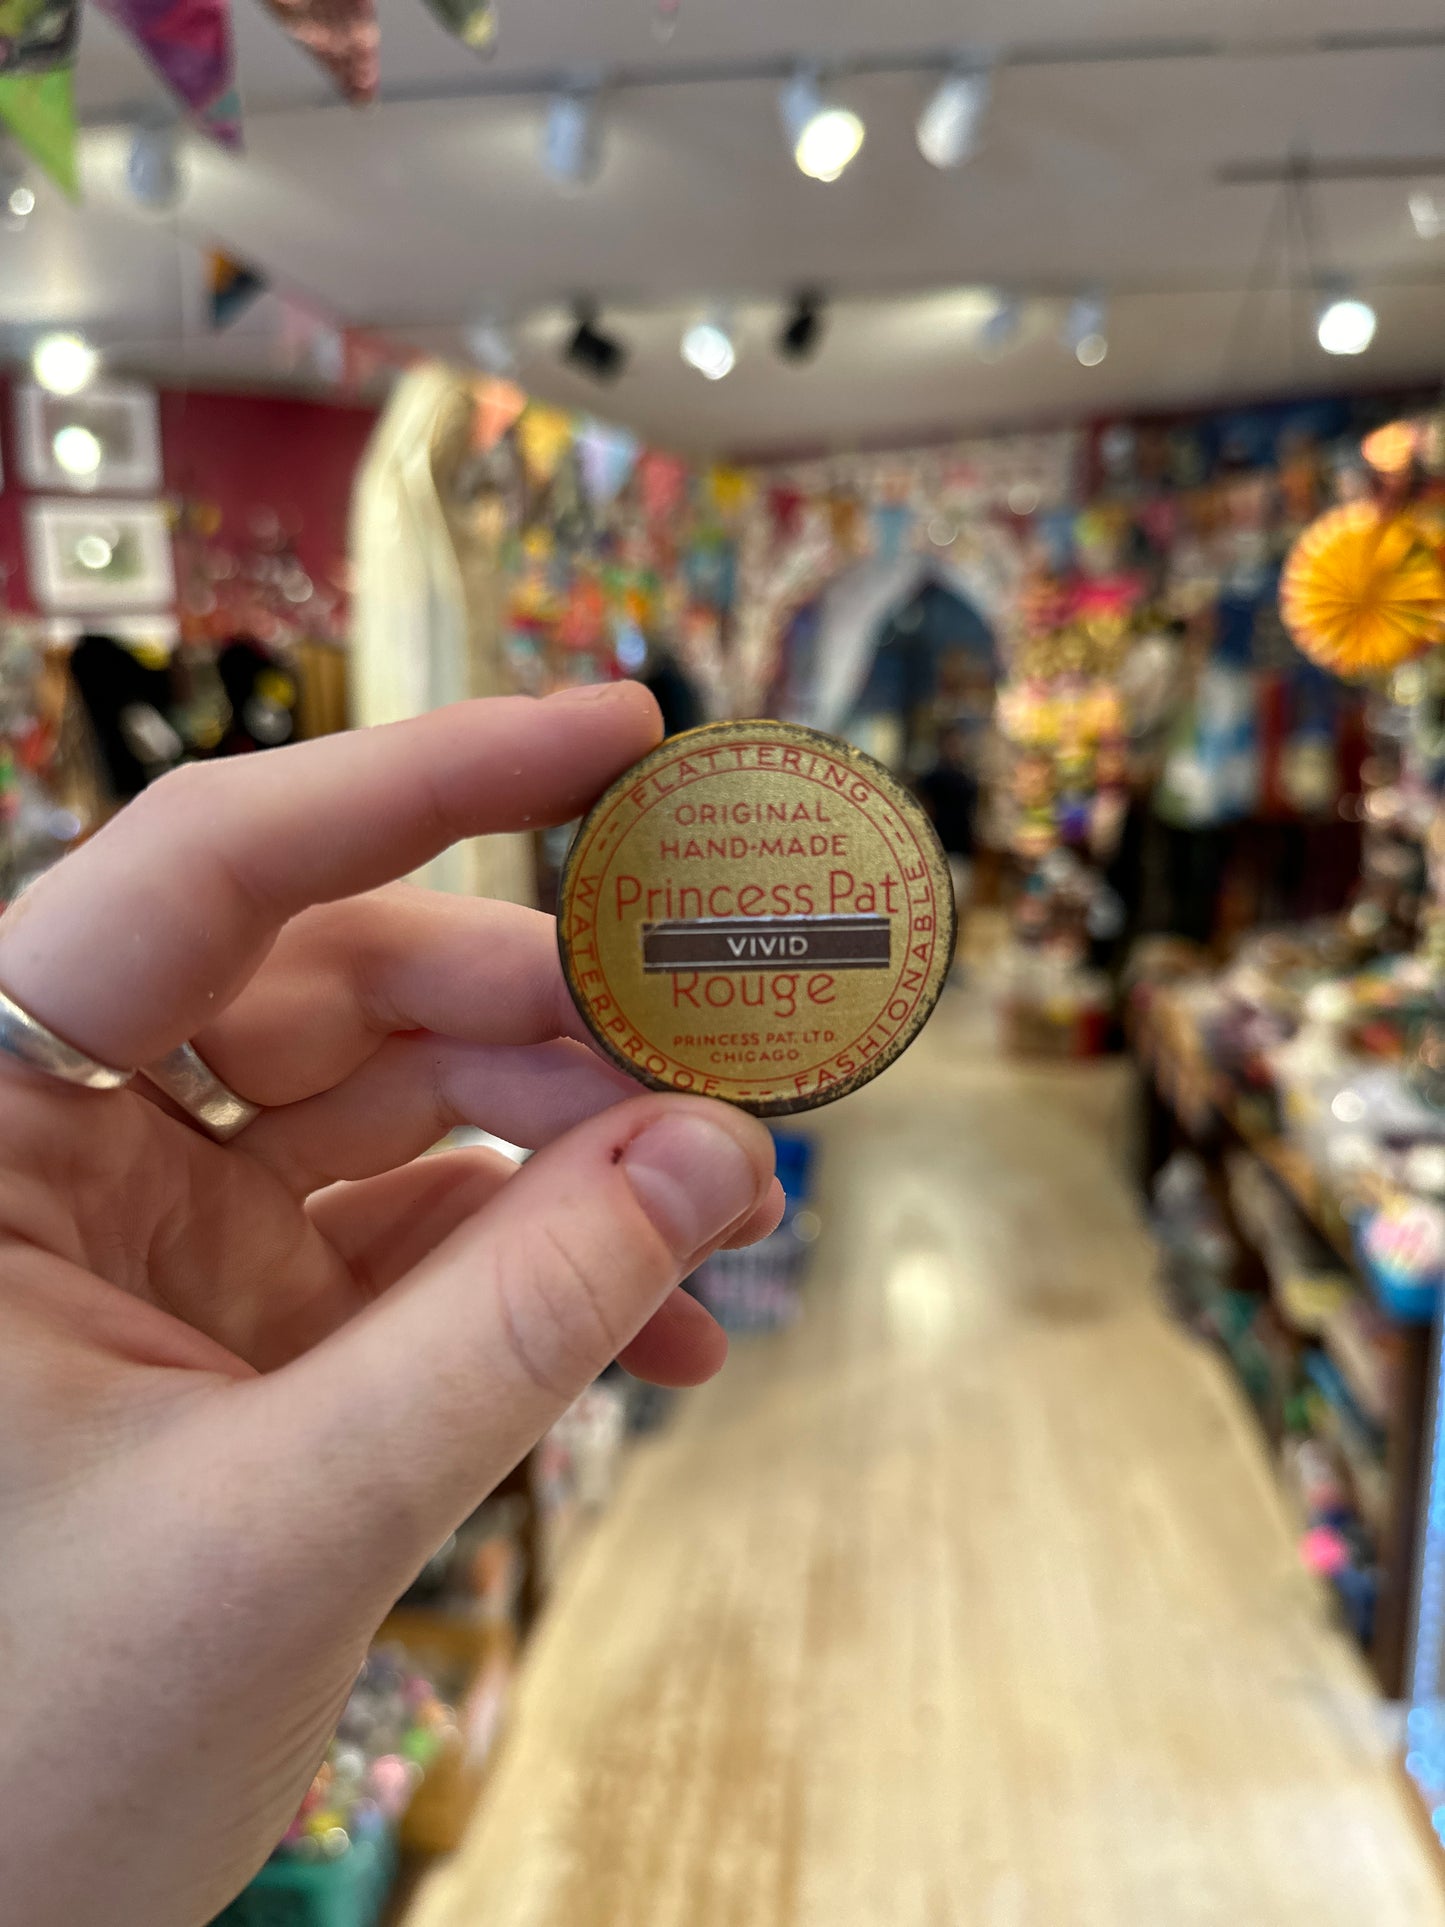 FLATTERING
ORIGINAL
HAND-MADE
Princess Pat
VIVID
Rouge
PRINCESS PAT, LTD.
CHICAGO
WATERPROOF -- FASHIONABLE --